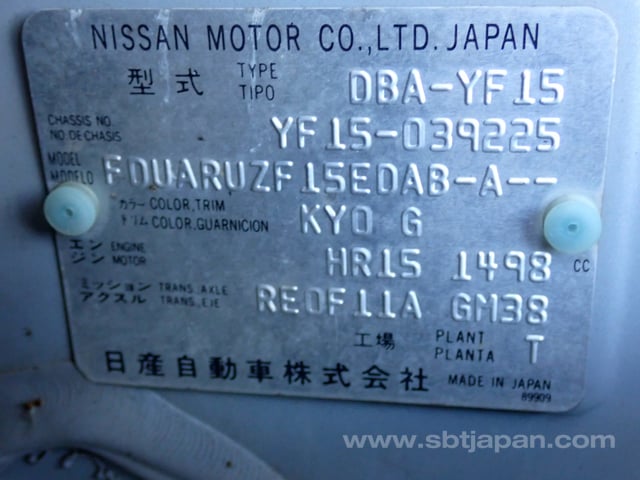 NISSAN MOTOR CO.,LTD. JAPAN
型式 TYPE TIPO DBA-YF15
CHASSIS NO. NO.DE CHASIS YF15-039225
MODEL MODELO FDUARUZF15EDAB-A--
カラー COLOR,TRIM
トリム COLOR,GUARNICION KY0 G
エンジン ENGINE MOTOR HR15 1498 CC
ミッション TRANS.,AXLE
アクスル TRANS.,EJE RE0F11A GM38
工場 PLANT PLANTA T
日産自動車株式会社 MADE IN JAPAN
89909
www.sbtjapan.com